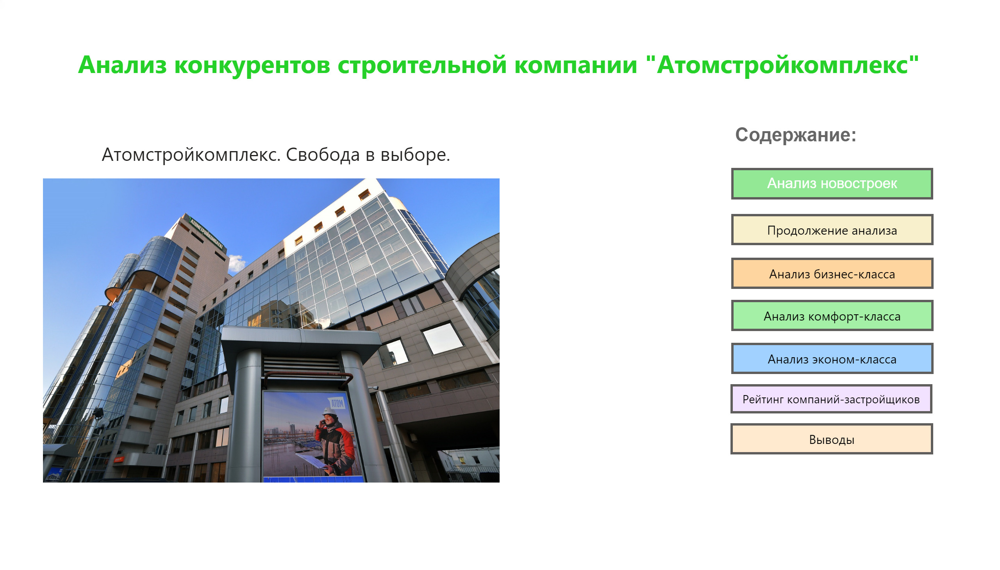 Анализ конкурентов строительной компании "Атомстройкомплекс"
Атомстройкомплекс. Свобода в выборе.
АТОМСТРОЙКОМПЛЕКС
АТОМ
Содержание:
Анализ новостроек
Продолжение анализа
Анализ бизнес-класса
Анализ комфорт-класса
Анализ эконом-класса
Рейтинг компаний-застройщиков
Выводы